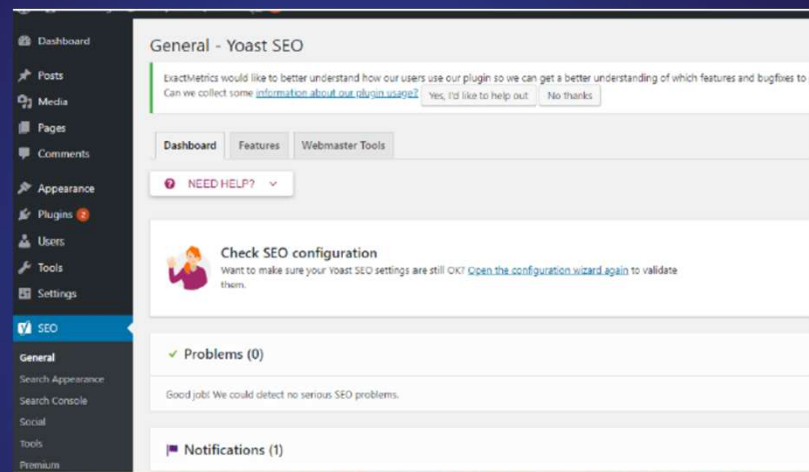 Dashboard
Posts
Media
Pages
Comments
Appearance
Plugins 2
Users
Tools
Settings
SEO
General
Search Appearance
Search Console
Social
Tools
Premium
General - Yoast SEO
ExactMetrics would like to better understand how our users use our plugin so we can get a better understanding of which features and bugfixes to
Can we collect some information about our plugin usage? Yes, I'd like to help out No thanks
Dashboard Features Webmaster Tools
NEED HELP?
Check SEO configuration
Want to make sure your Yoast SEO settings are still OK? Open the configuration wizard again to validate
them.
Problems (0)
Good job! We could detect no serious SEO problems.
Notifications (1)